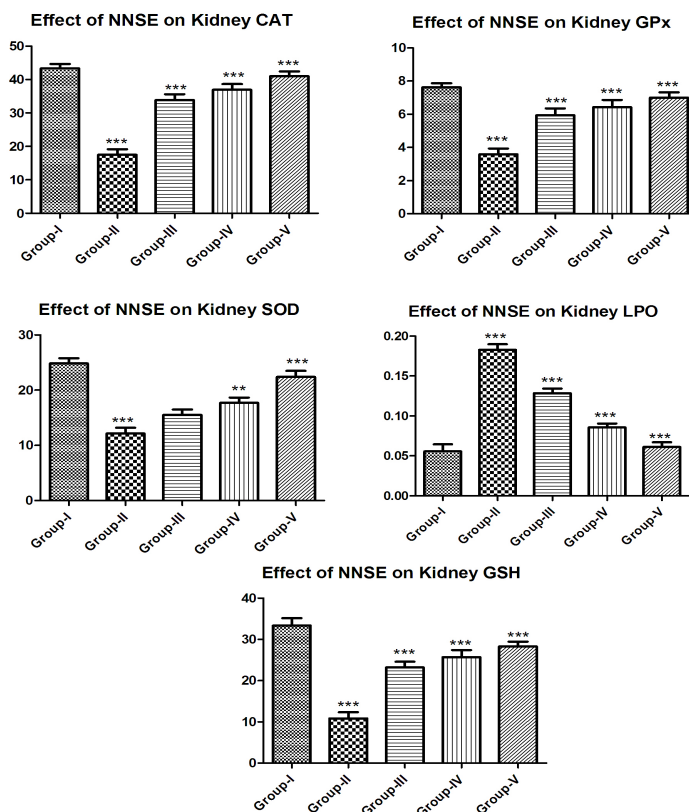 Effect of NNSE on Kidney CAT
50
40
30
20
10
0
***
***
***
***
Group-I
Group-II
Group-III
Group-IV
Group-V
Effect of NNSE on Kidney GPx
10
8
6
4
2
0
***
***
***
***
Group-I
Group-II
Group-III
Group-IV
Group-V
Effect of NNSE on Kidney SOD
30
20
10
0
***
**
***
Group-I
Group-II
Group-III
Group-IV
Group-V
Effect of NNSE on Kidney LPO
0.20
0.15
0.10
0.05
0.00
***
***
***
***
Group-I
Group-II
Group-III
Group-IV
Group-V
Effect of NNSE on Kidney GSH
40
30
20
10
0
***
***
***
***
Group-I
Group-II
Group-III
Group-IV
Group-V